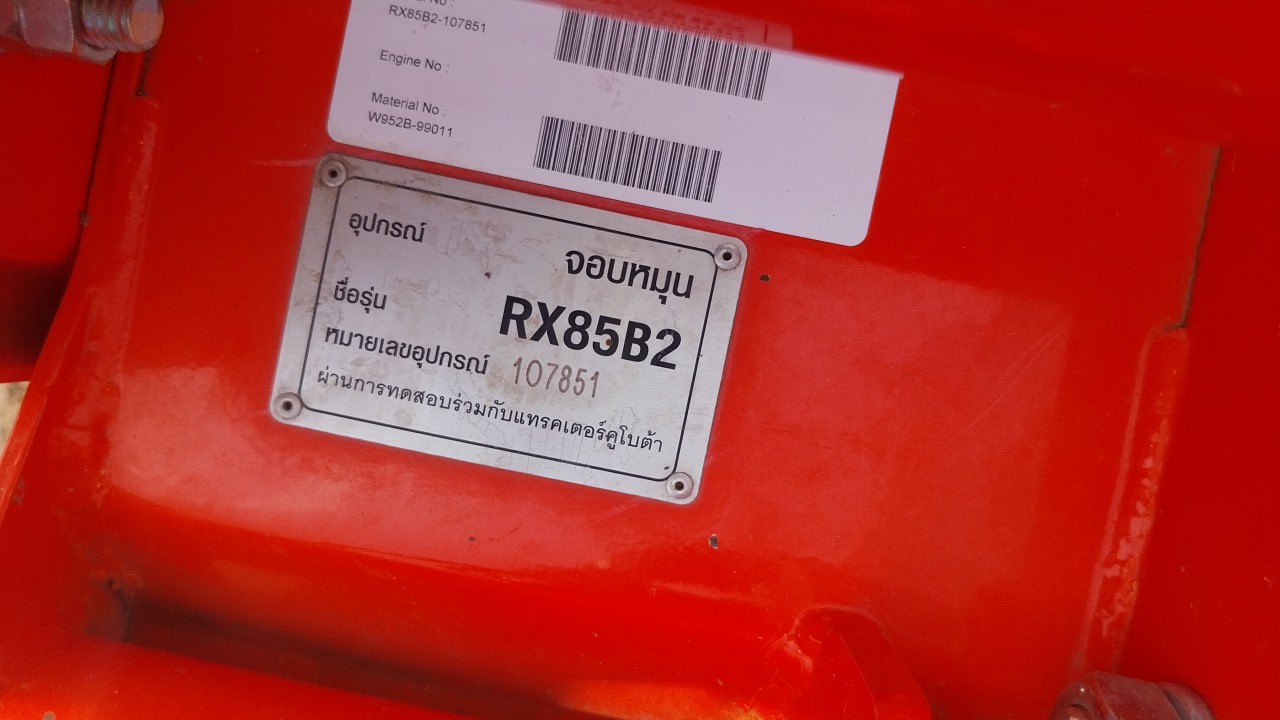 RX85B2-107851
Engine No :
Material No :
W952B-99011
อุปกรณ์ จอบหมุน
ชื่อรุ่น RX85B2
หมายเลขอุปกรณ์ 107851
ผ่านการทดสอบร่วมกับแทรคเตอร์คูโบต้า